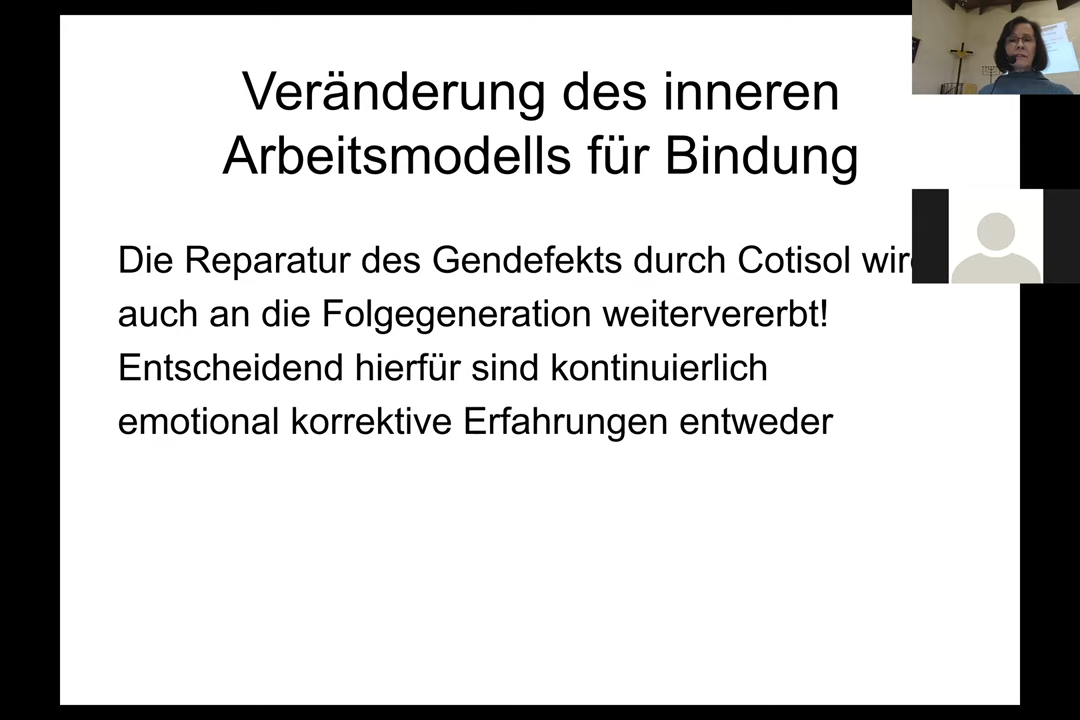 Veränderung des inneren
Arbeitsmodells für Bindung
Die Reparatur des Gendefekts durch Cotisol wir
auch an die Folgegeneration weitervererbt!
Entscheidend hierfür sind kontinuierlich
emotional korrektive Erfahrungen entweder